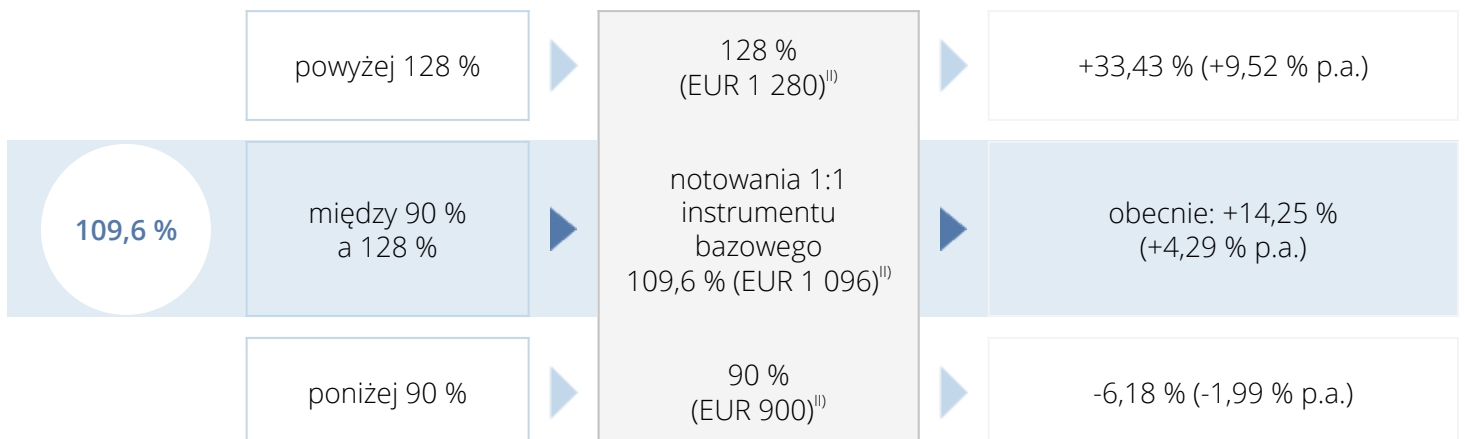 powyżej 128 %
128 %
(EUR 1 280)II)
+33,43 % (+9,52 % p.a.)
109,6 %
między 90 %
a 128 %
notowania 1:1
instrumentu
bazowego
109,6 % (EUR 1 096)II)
obecnie: +14,25 %
(+4,29 % p.a.)
poniżej 90 %
90 %
(EUR 900)II)
-6,18 % (-1,99 % p.a.)